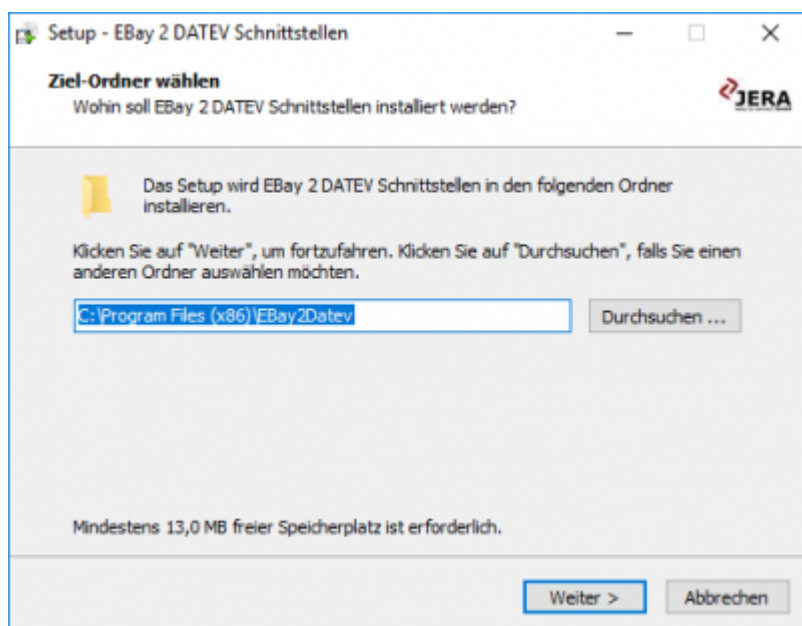 Setup - EBay 2 DATEV Schnittstellen
Ziel-Ordner wählen
Wohin soll EBay 2 DATEV Schnittstellen installiert werden?
JERA
Das Setup wird EBay 2 DATEV Schnittstellen in den folgenden Ordner
installieren.
Klicken Sie auf "Weiter", um fortzufahren. Klicken Sie auf "Durchsuchen", falls Sie einen
anderen Ordner auswählen möchten.
C:\Program Files (x86)\EBay2Datev
Durchsuchen ...
Mindestens 13,0 MB freier Speicherplatz ist erforderlich.
Weiter >
Abbrechen